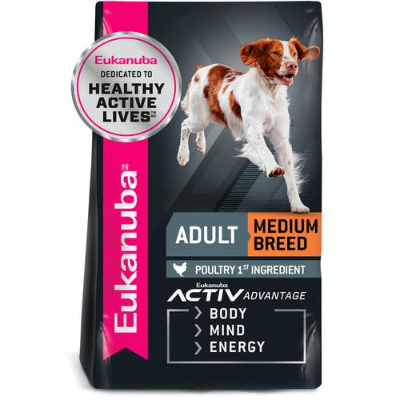 Eukanuba
DEDICATED TO
HEALTHY
ACTIVE
LIVES
Eukanuba
ADULT
MEDIUM
BREED
POULTRY 1ST INGREDIENT
Eukanuba
ACTIV ADVANTAGE
> BODY
> MIND
> ENERGY